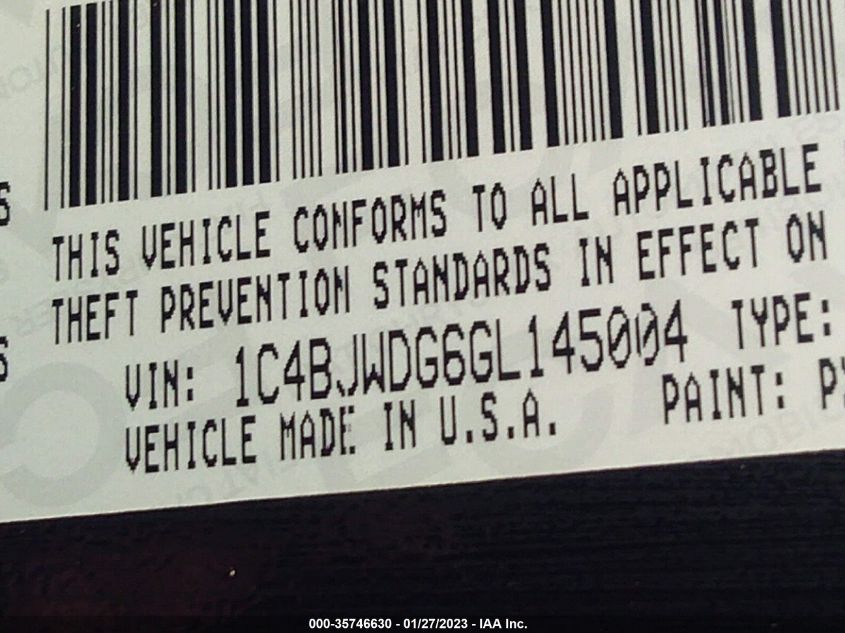 THIS VEHICLE CONFORMS TO ALL APPLICABLE
THEFT PREVENTION STANDARDS IN EFFECT ON
VIN: 1C4BJWDG6GL145004 TYPE:
VEHICLE MADE IN U.S.A. PAINT:
000-35746630 - 01/27/2023 - IAA Inc.